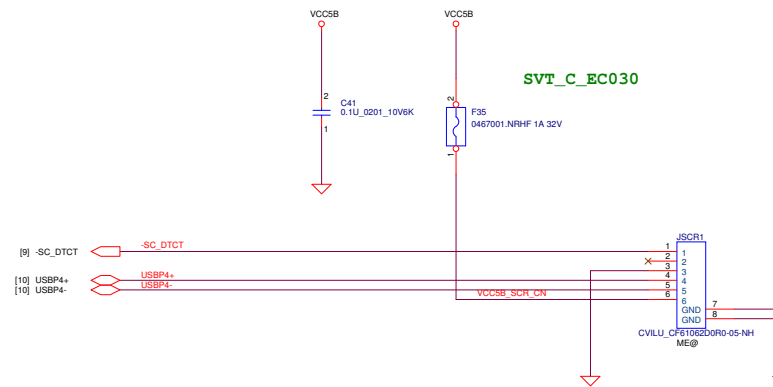 VCC5B
VCC5B
SVT_C_EC030
2
C41
0.1U_0201_10V6K
1
2
F35
0467001.NRHF 1A 32V
1
[9] -SC_DTCT
-SC_DTCT
[10] USBP4+
USBP4+
[10] USBP4-
USBP4-
VCC5B_SCR_CN
JSCR1
1 1
2 2
3 3
4 4
5 5
6 6
GND 7
GND 8
CVILU_CF61062D0R0-05-NH
ME@